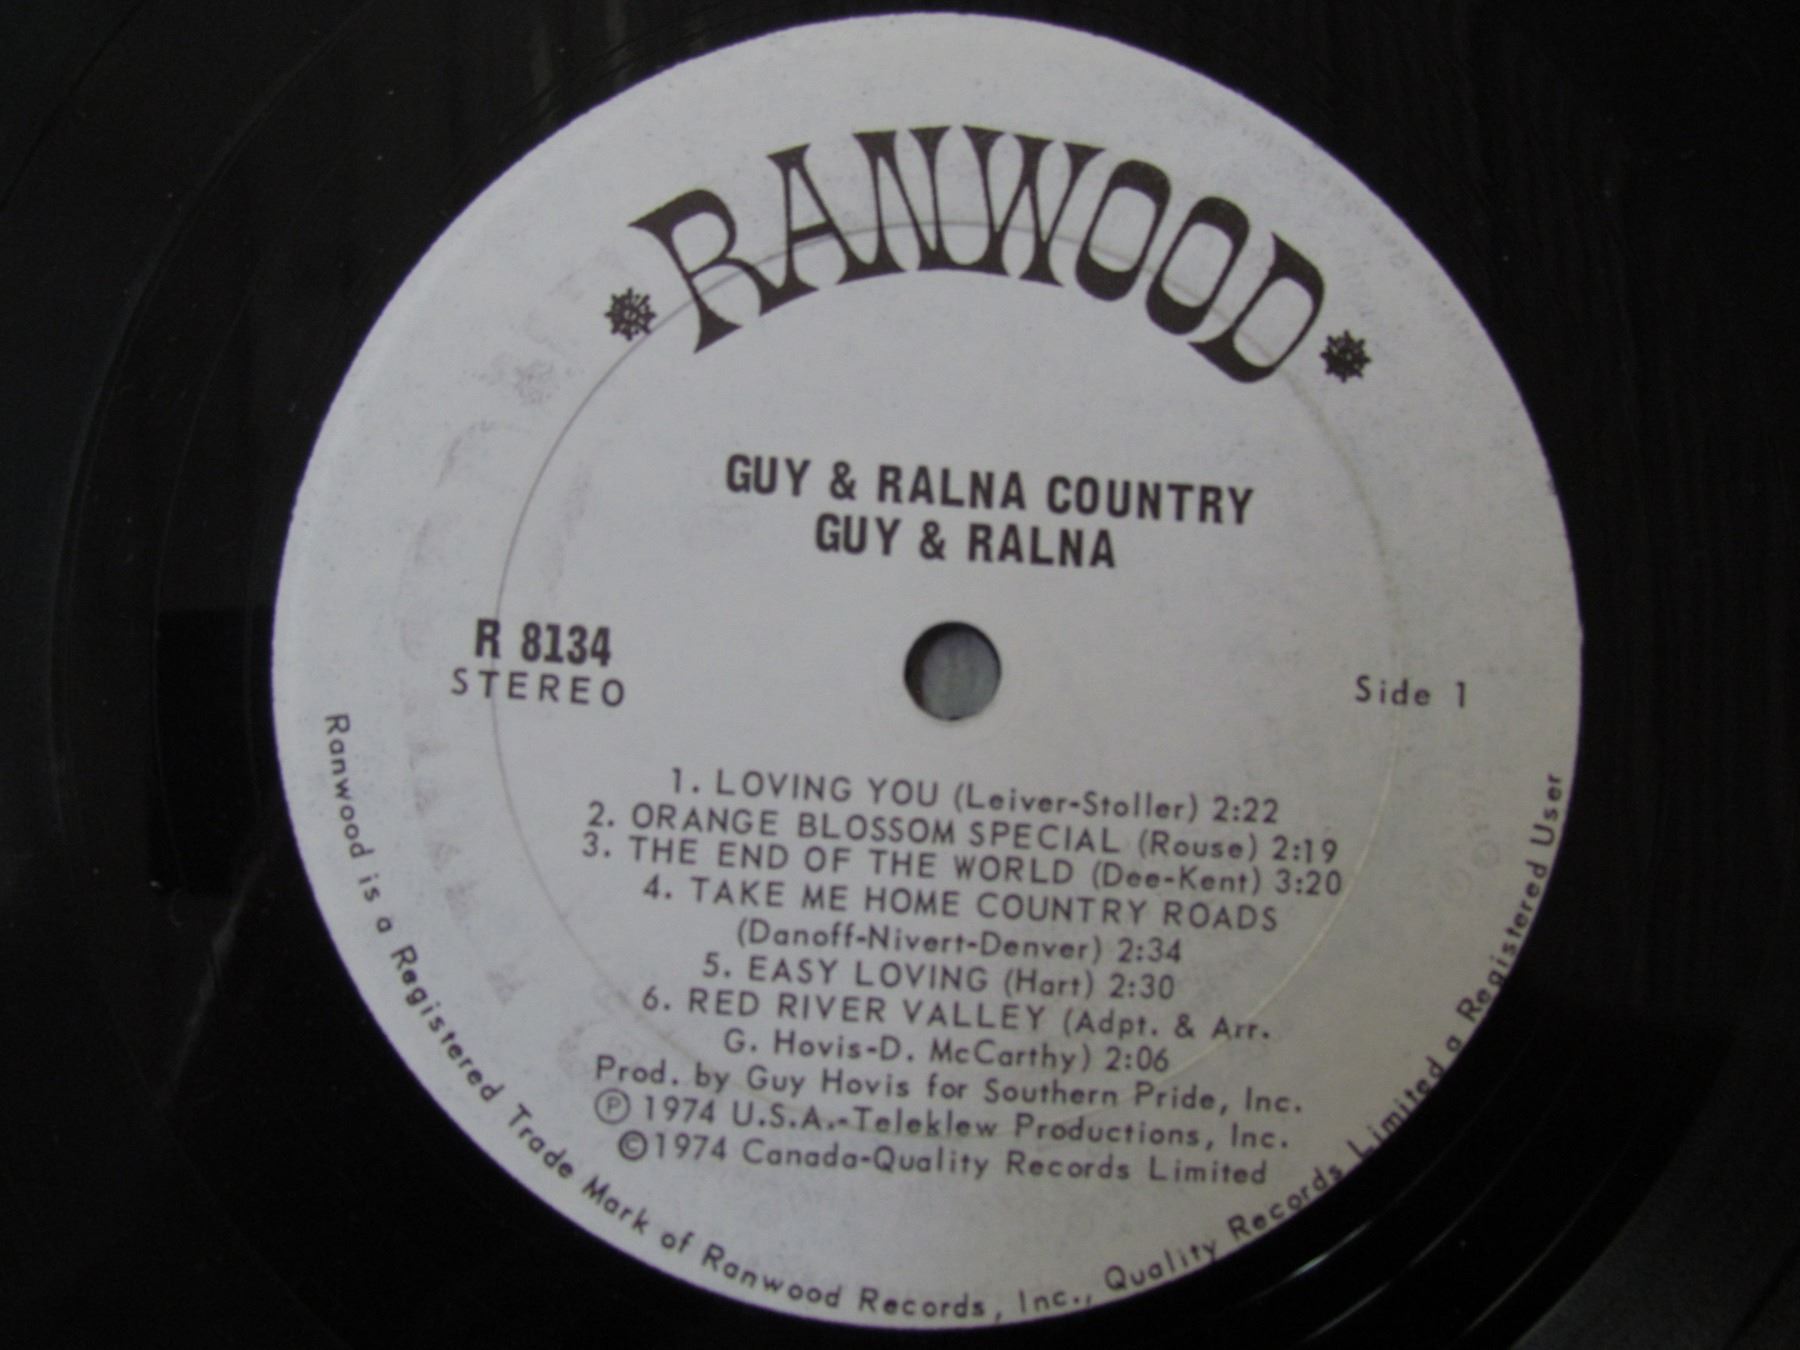 RANWOOD
GUY & RALNA COUNTRY
GUY & RALNA
R 8134
STEREO
Side 1
1. LOVING YOU (Leiver-Stoller) 2:22
2. ORANGE BLOSSOM SPECIAL (Rouse) 2:19
3. THE END OF THE WORLD (Dee-Kent) 3:20
4. TAKE ME HOME COUNTRY ROADS
(Danoff-Nivert-Denver) 2:34
5. EASY LOVING (Hart) 2:30
6. RED RIVER VALLEY (Adpt. & Arr.
G. Hovis-D. McCarthy) 2:06
Prod. by Guy Hovis for Southern Pride, Inc.
Ⓟ 1974 U.S.A.-Teleklew Productions, Inc.
©1974 Canada-Quality Records Limited
Ranwood is a Registered Trade Mark of Ranwood Records, Inc., Quality Records Limited a Registered User